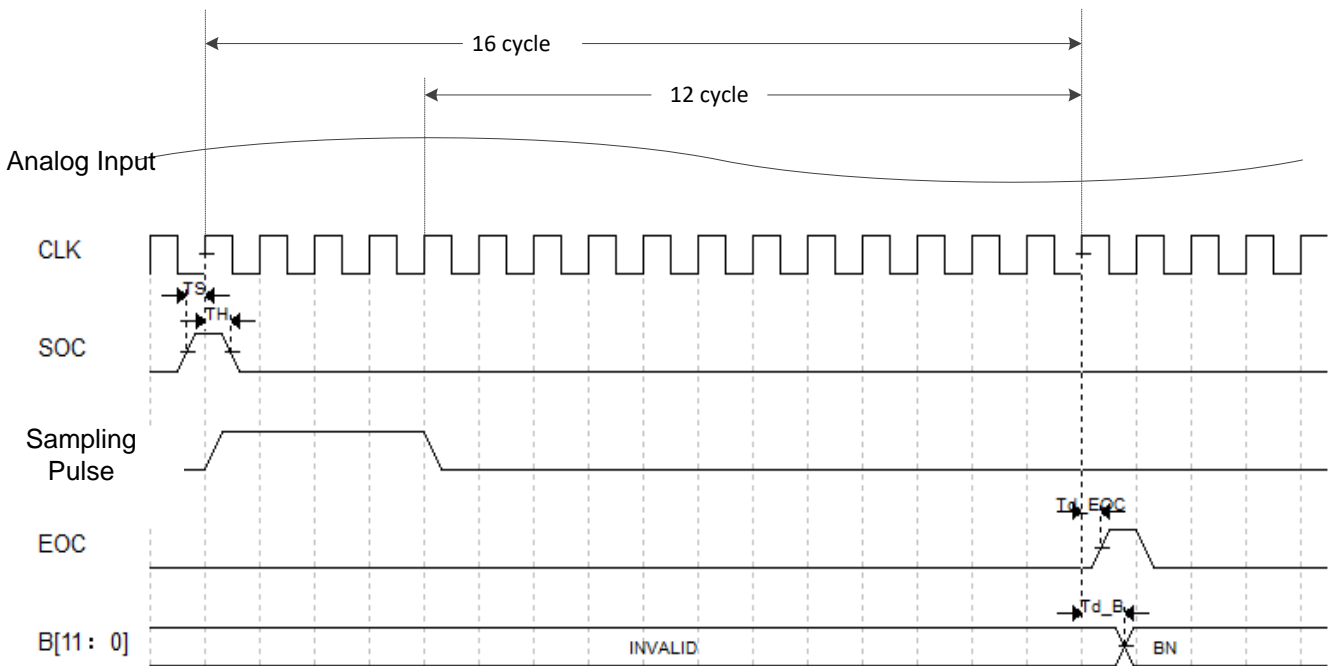 16 cycle
12 cycle
Analog Input
CLK
TS
TH
SOC
Sampling
Pulse
Td_EOC
EOC
Td_B
B[11： 0]
INVALID
BN